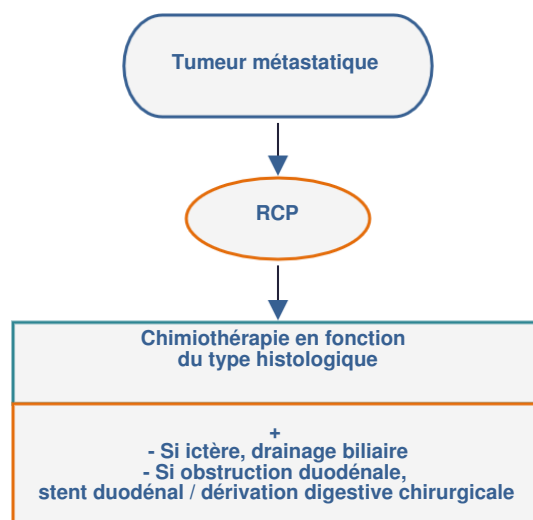 Tumeur métastatique
RCP
Chimiothérapie en fonction
du type histologique
+
- Si ictère, drainage biliaire
- Si obstruction duodénale,
stent duodénal / dérivation digestive chirurgicale